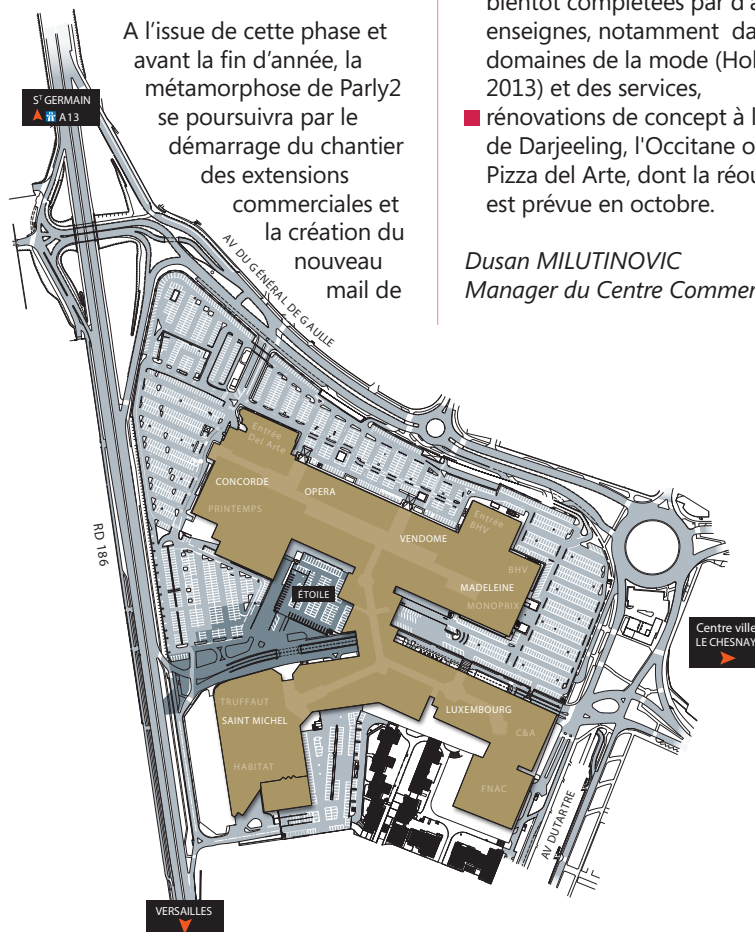 A l'issue de cette phase et
avant la fin d'année, la
métamorphose de Parly2
se poursuivra par le
démarrage du chantier
des extensions
commerciales et
la création du
nouveau
mail de
bientôt complétées par d'a
enseignes, notamment da
domaines de la mode (Hol
2013) et des services,
rénovations de concept à l
de Darjeeling, l'Occitane o
Pizza del Arte, dont la réou
est prévue en octobre.
Dusan MILUTINOVIC
Manager du Centre Commer
ST GERMAIN
A13
AV DU GÉNÉRAL DE GAULLE
RD 186
Entrée
Del Arte
CONCORDE
OPERA
PRINTEMPS
VENDOME
Entrée
BHV
BHV
MADELEINE
MONOPRIX
ÉTOILE
Centre ville
LE CHESNAY
TRUFFAUT
SAINT MICHEL
LUXEMBOURG
C&A
HABITAT
FNAC
AV DUTARTRE
VERSAILLES